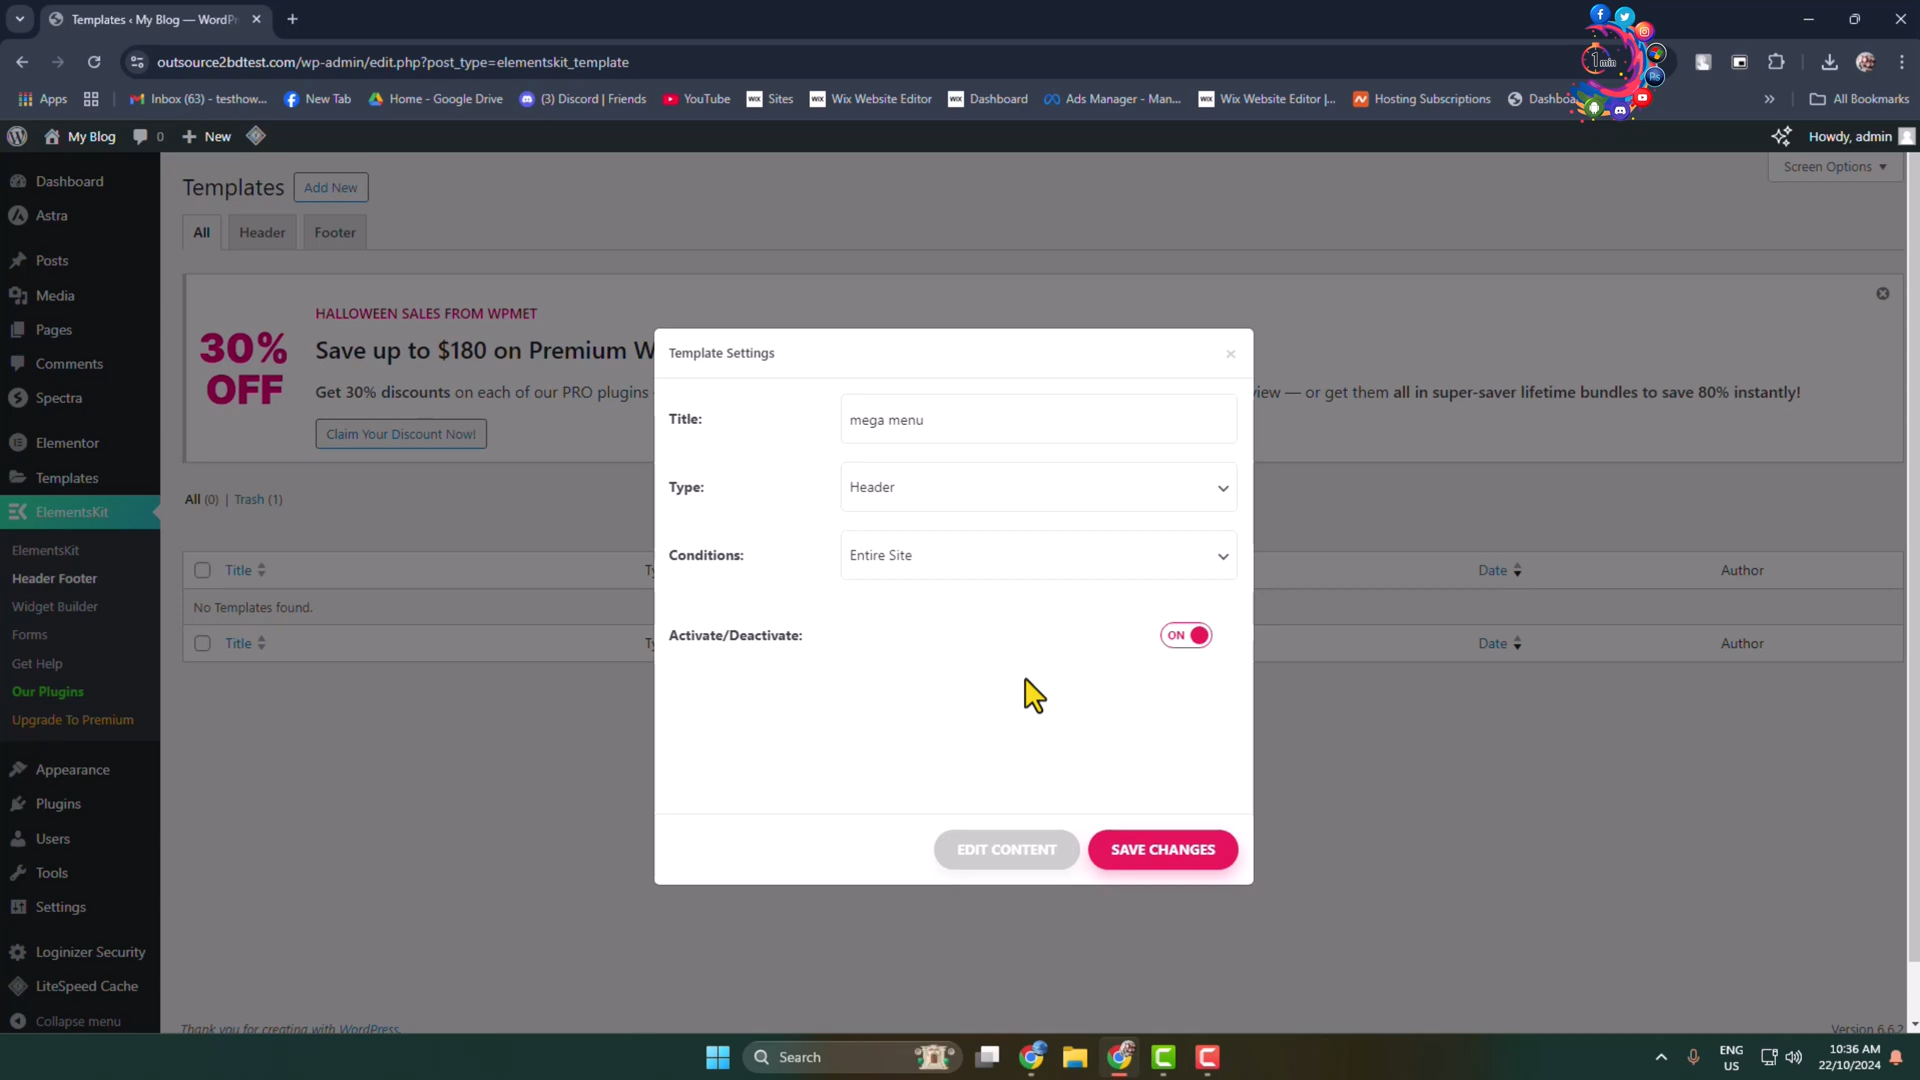 Templates ‹ My Blog — WordPr
outsource2bdtest.com/wp-admin/edit.php?post_type=elementskit_template
1min
Ps
Apps
Inbox (63) - testhow...
New Tab
Home - Google Drive
(3) Discord | Friends
YouTube
WIX Sites
WIX Wix Website Editor
WIX Dashboard
Ads Manager - Man...
WIX Wix Website Editor |...
Hosting Subscriptions
All Bookmarks
My Blog
0
New
Howdy, admin
Dashboard
Astra
Posts
Media
Pages
Comments
Spectra
Elementor
Templates
ElementsKit
ElementsKit
Header Footer
Widget Builder
Forms
Get Help
Our Plugins
Upgrade To Premium
Appearance
Plugins
Users
Tools
Settings
Loginizer Security
LiteSpeed Cache
Collapse menu
Templates
Add New
Screen Options
All
Header
Footer
30% OFF
HALLOWEEN SALES FROM WPMET
Save up to $180 on Premium W
Get 30% discounts on each of our PRO plugins
iew — or get them all in super-saver lifetime bundles to save 80% instantly!
Claim Your Discount Now!
All (0) | Trash (1)
Title
Date
Author
No Templates found.
Title
Date
Author
Template Settings
Title:
mega menu
Type:
Header
Conditions:
Entire Site
Activate/Deactivate:
ON
EDIT CONTENT
SAVE CHANGES
Thank you for creating with WordPress.
Version 6.6.2
Search
ENG
US
10:36 AM
22/10/2024